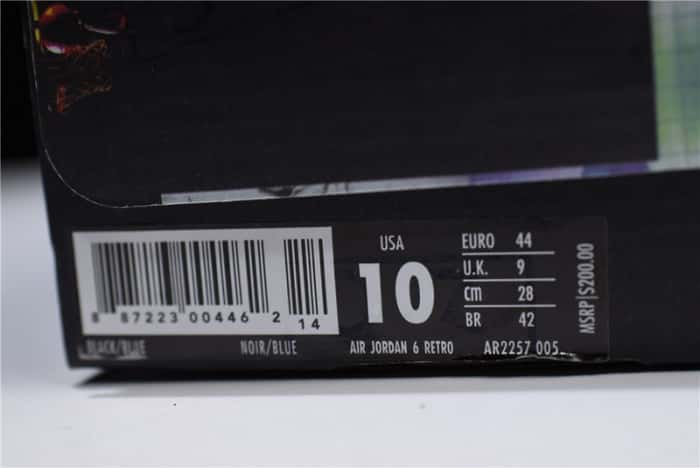 8 87223 00446 2 14
BLACK/BLUE NOIR/BLUE
USA
10
AIR JORDAN 6 RETRO
EURO 44
U.K. 9
cm 28
BR 42
AR2257 005
MSRP|$200.00